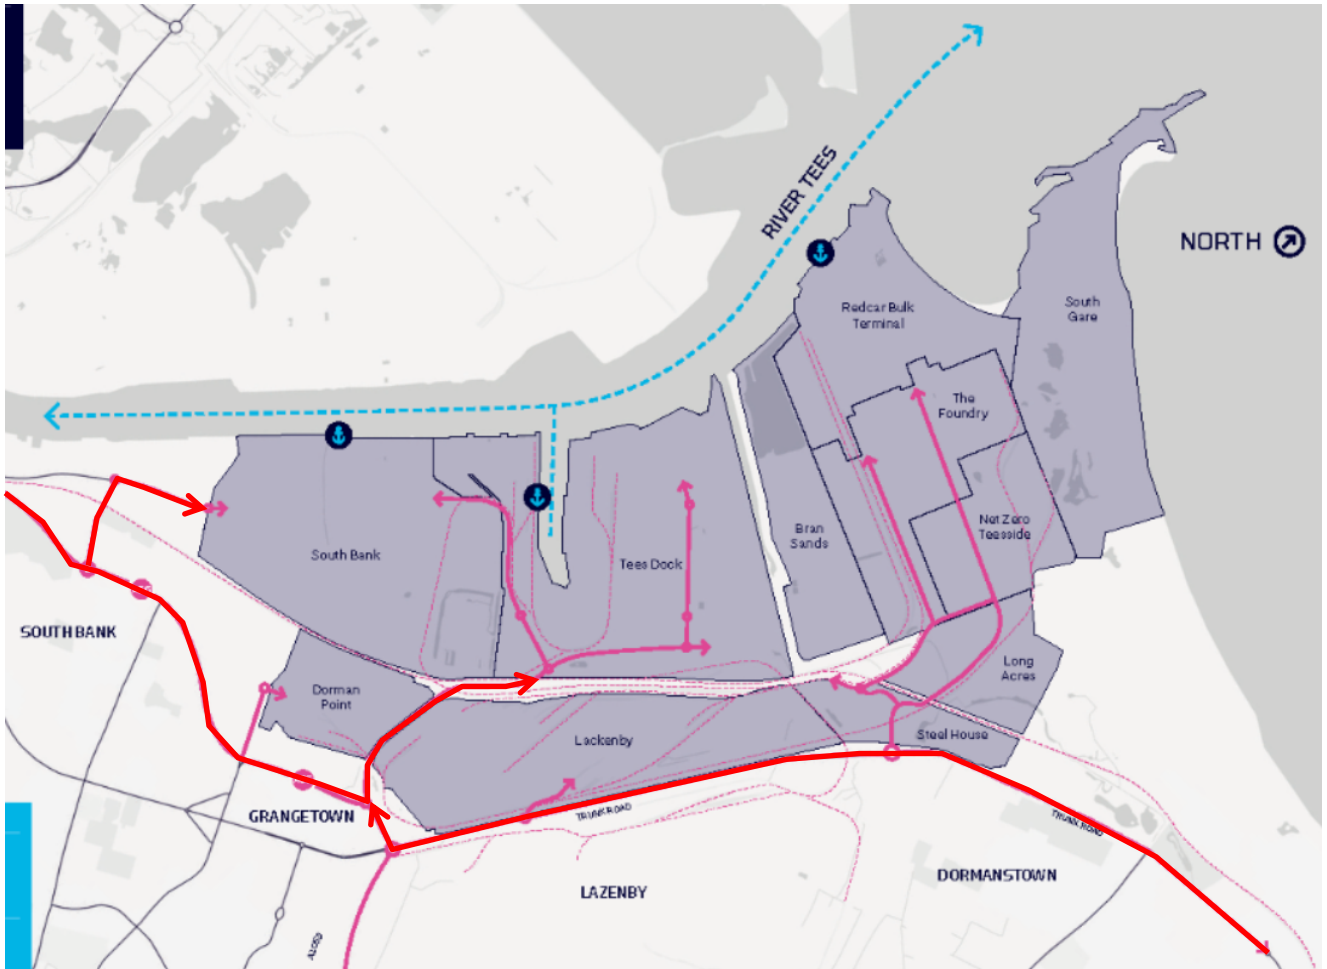 RIVER TEES
NORTH
Redcar Bulk
Terminal
South
Gare
The
Foundry
Net Zero
Teesside
Bran
Sands
South Bank
Tees Dock
SOUTH BANK
Dorman
Point
Long
Acres
Lackenby
Steel House
GRANGETOWN
TRUNK ROAD
TRUNK ROAD
LAZENBY
DORMANSTOWN